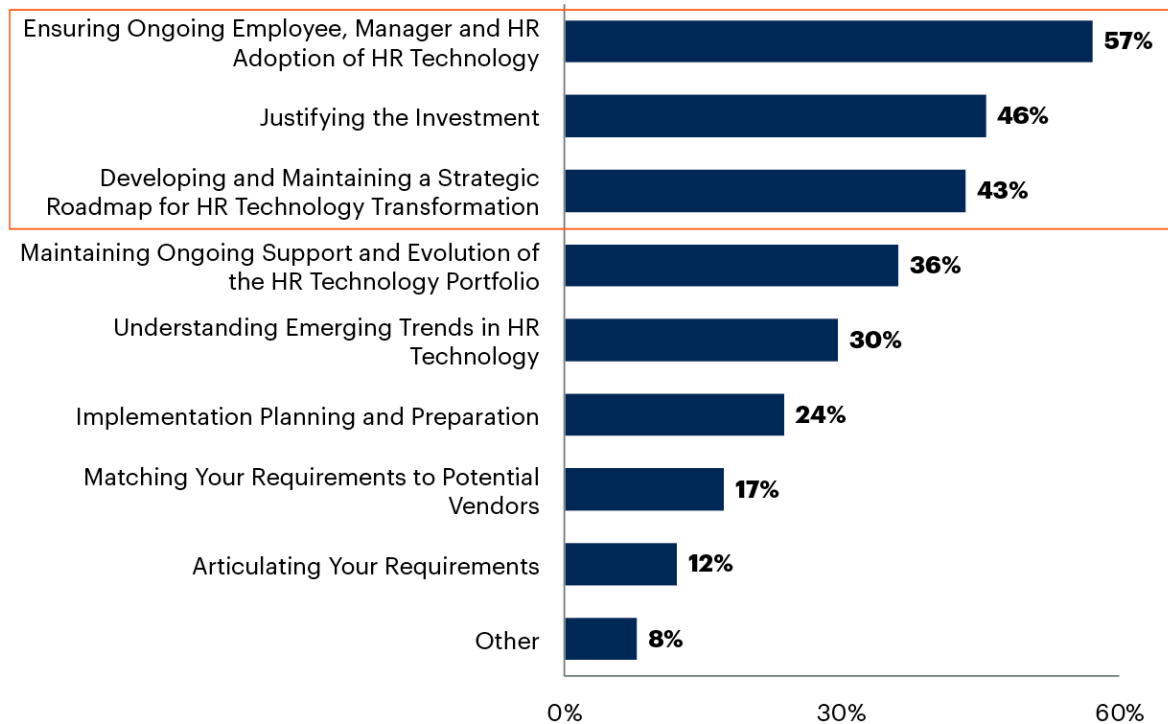 Ensuring Ongoing Employee, Manager and HR
Adoption of HR Technology
57%
Justifying the Investment
46%
Developing and Maintaining a Strategic
Roadmap for HR Technology Transformation
43%
Maintaining Ongoing Support and Evolution of
the HR Technology Portfolio
36%
Understanding Emerging Trends in HR
Technology
30%
Implementation Planning and Preparation
24%
Matching Your Requirements to Potential
Vendors
17%
Articulating Your Requirements
12%
Other
8%
0%
30%
60%